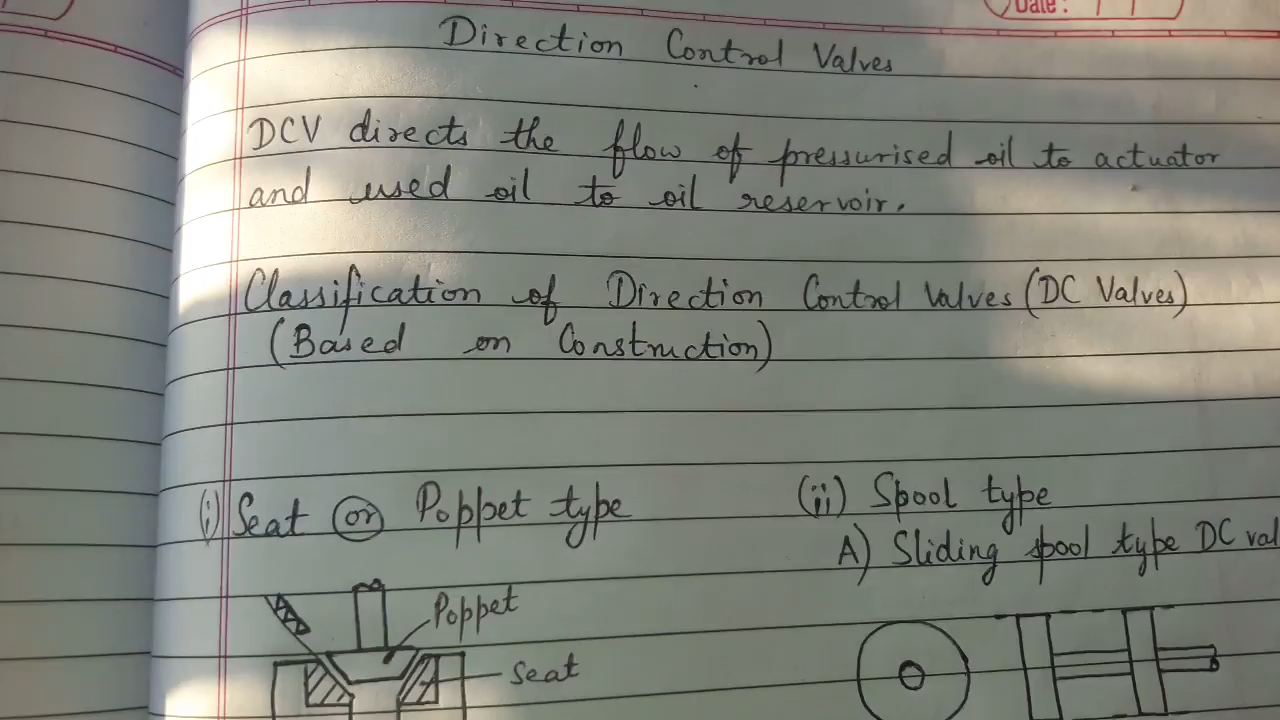 Date :
Direction Control Valves
DCV directs the flow of pressurised oil to actuator
and used oil to oil reservoir.
Classification of Direction Control Valves (DC Valves)
(Based on Construction)
(i) Seat or Poppet type
(ii) Spool type
A) Sliding spool type DC val
Poppet
Seat